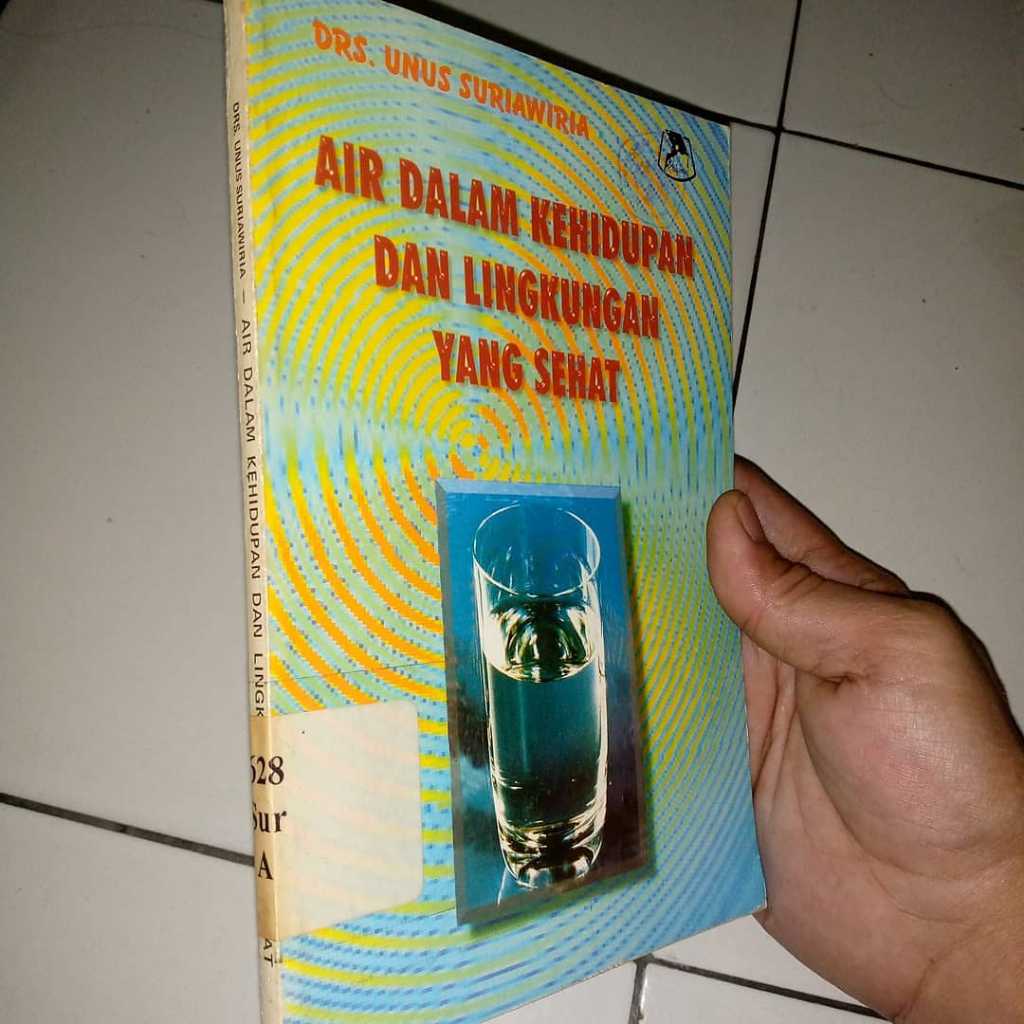 DRS. UNUS SURIAWIRIA
AIR DALAM KEHIDUPAN
DAN LINGKUNGAN
YANG SEHAT
DRS. UNUS SURIAWIRIA – AIR DALAM KEHIDUPAN DAN LINGK
AT
628
Sur
A